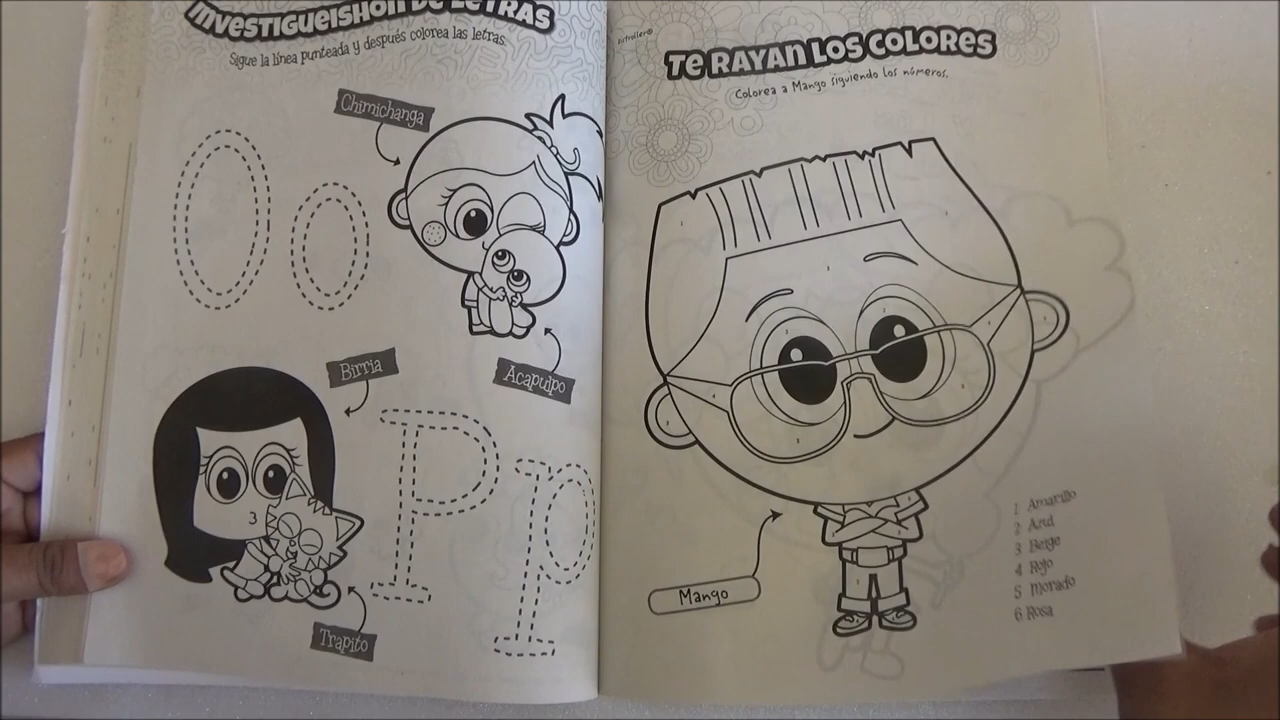 INVESTIGUEISHON DE LETRAS
Sigue la línea punteada y después colorea las letras.
Chimichanga
O o
Acapulpo
Birria
P p
Trapito
TE RAYAN LOS COLORES
Colorea a Mango siguiendo los números.
Mango
1 Amarillo
2 Azul
3 Beige
4 Rojo
5 Morado
6 Rosa